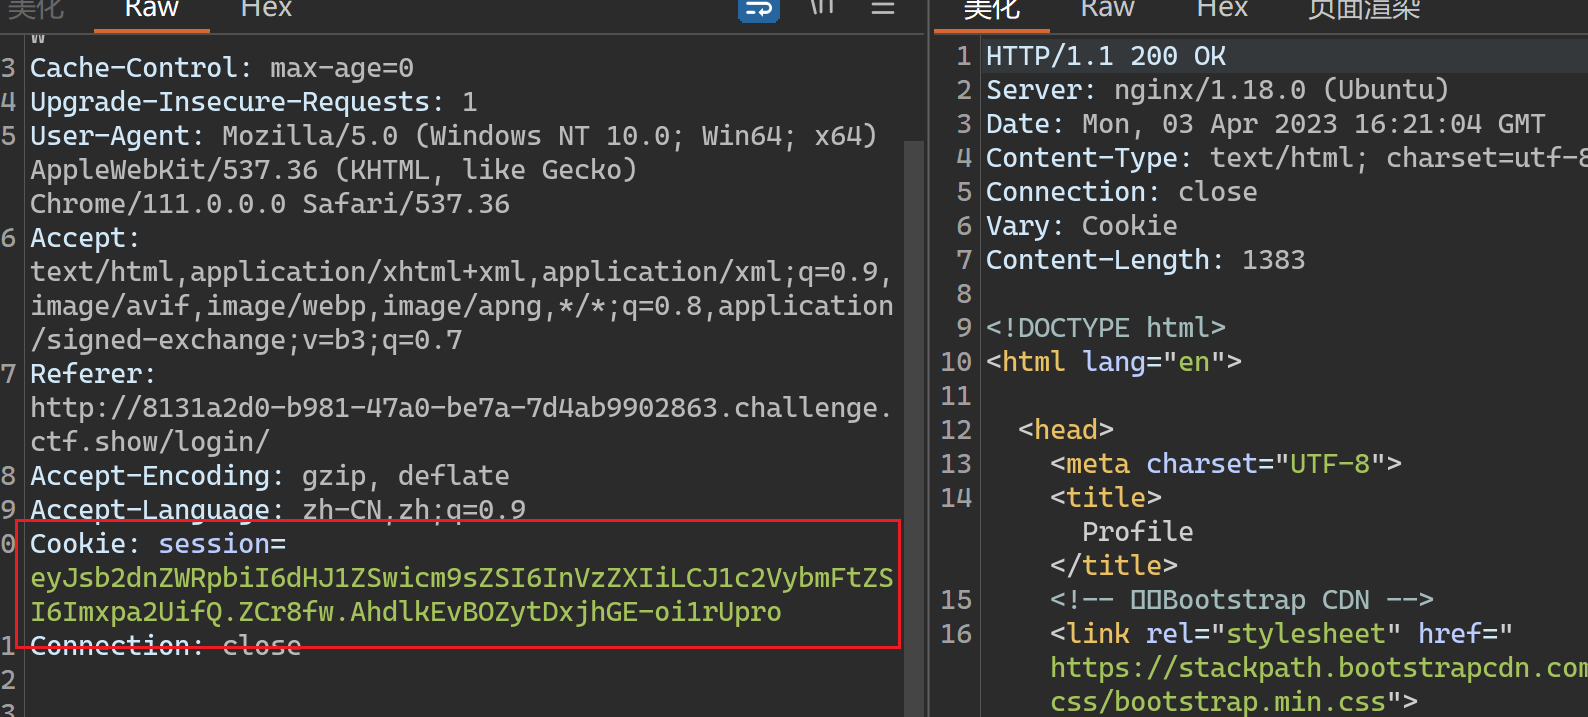 美化 Raw Hex \n
w
3 Cache-Control: max-age=0
4 Upgrade-Insecure-Requests: 1
5 User-Agent: Mozilla/5.0 (Windows NT 10.0; Win64; x64)
AppleWebKit/537.36 (KHTML, like Gecko)
Chrome/111.0.0.0 Safari/537.36
6 Accept:
text/html,application/xhtml+xml,application/xml;q=0.9,
image/avif,image/webp,image/apng,*/*;q=0.8,application
/signed-exchange;v=b3;q=0.7
7 Referer:
http://8131a2d0-b981-47a0-be7a-7d4ab9902863.challenge.
ctf.show/login/
8 Accept-Encoding: gzip, deflate
9 Accept-Language: zh-CN,zh;q=0.9
0 Cookie: session=
eyJsb2dnZWRpbiI6dHJ1ZSwicm9sZSI6InVzZXIiLCJ1c2VybmFtZS
I6Imxpa2UifQ.ZCr8fw.AhdlkEvBOZytDxjhGE-oi1rUpro
1 Connection: close
2
3
美化 Raw Hex 页面渲染
1 HTTP/1.1 200 OK
2 Server: nginx/1.18.0 (Ubuntu)
3 Date: Mon, 03 Apr 2023 16:21:04 GMT
4 Content-Type: text/html; charset=utf-8
5 Connection: close
6 Vary: Cookie
7 Content-Length: 1383
8
9 <!DOCTYPE html>
10 <html lang="en">
11
12 <head>
13 <meta charset="UTF-8">
14 <title>
Profile
</title>
15 <!-- Bootstrap CDN -->
16 <link rel="stylesheet" href="
https://stackpath.bootstrapcdn.com
css/bootstrap.min.css">